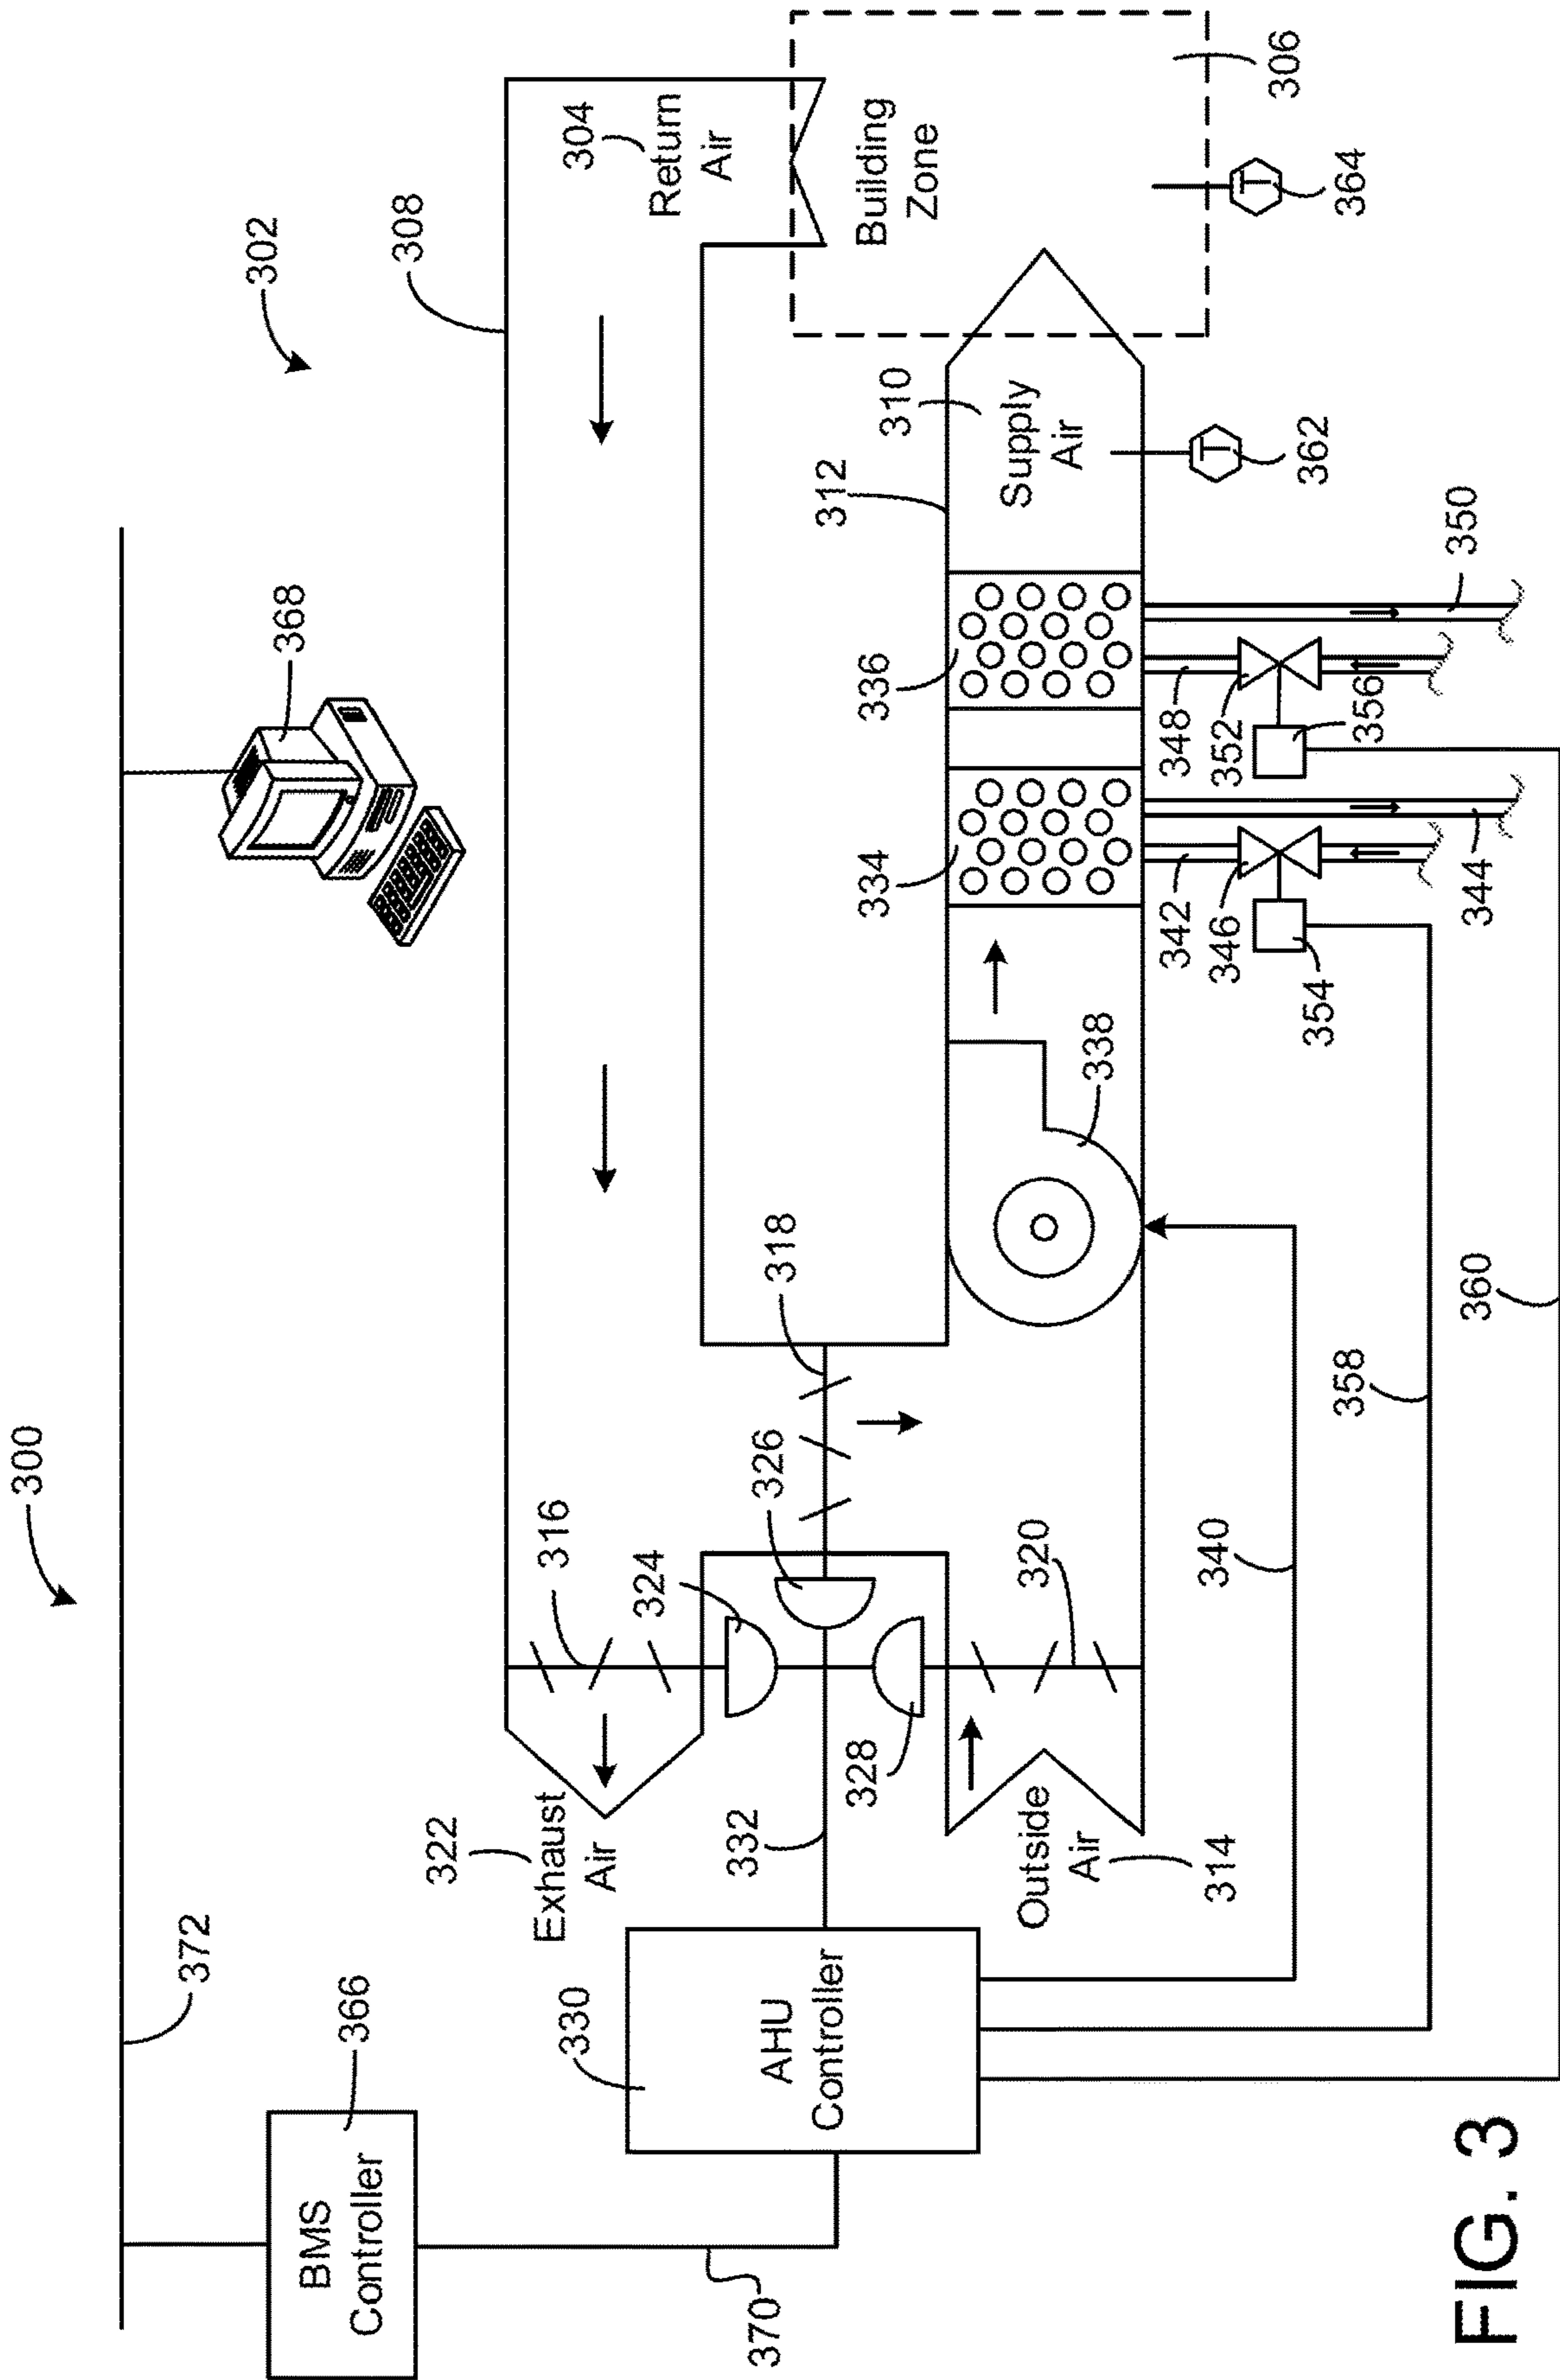 300
372
366
BMS
Controller
370
368
302
308
304
Return
Air
Building
Zone
306
364
322
Exhaust
Air
316
324
326
318
332
328
330
AHU
Controller
Outside
Air
314
320
338
334
336
312
310
Supply
Air
362
342
346
354
344
348
352
356
350
340
358
360
T
T
FIG. 3